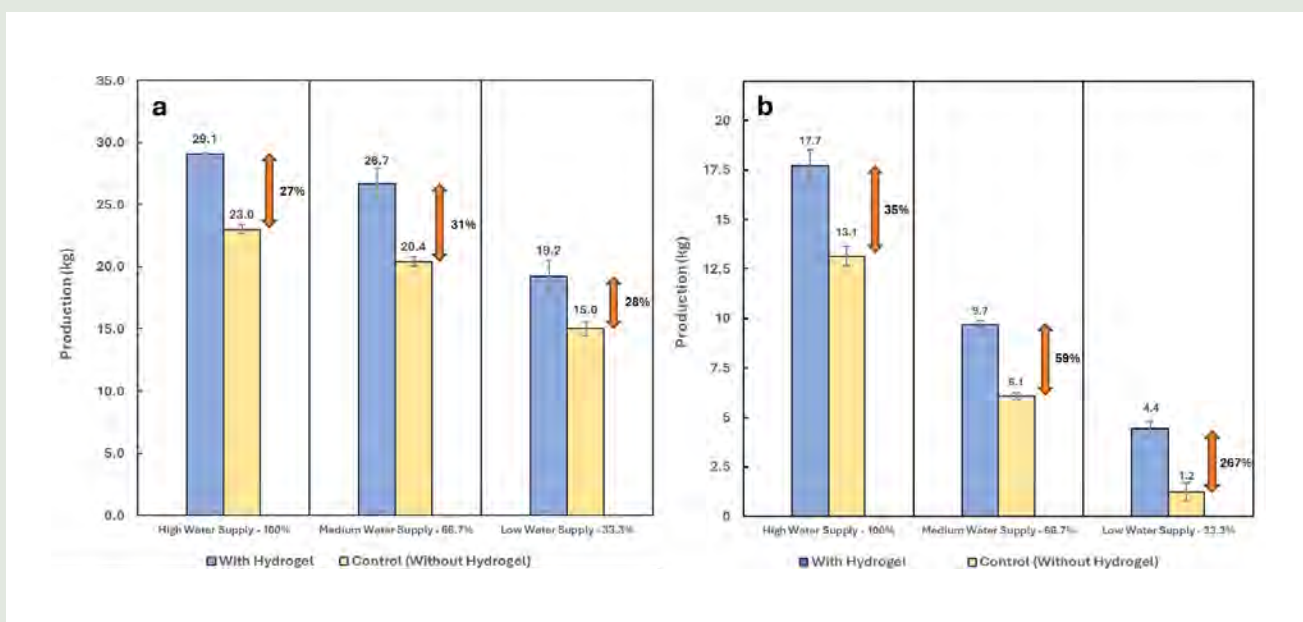 a
35.0
30.0
25.0
20.0
15.0
10.0
5.0
0.0
Production (kg)
29.1
23.0
27%
26.7
20.4
31%
19.2
15.0
28%
High Water Supply - 100%
Medium Water Supply - 66.7%
Low Water Supply - 33.3%
With Hydrogel
Control (Without Hydrogel)
b
20
17.5
15
12.5
10
7.5
5
2.5
0
Production (kg)
17.7
13.1
35%
9.7
6.1
59%
4.4
1.2
267%
High Water Supply - 100%
Medium Water Supply - 66.7%
Low Water Supply - 33.3%
With Hydrogel
Control (Without Hydrogel)